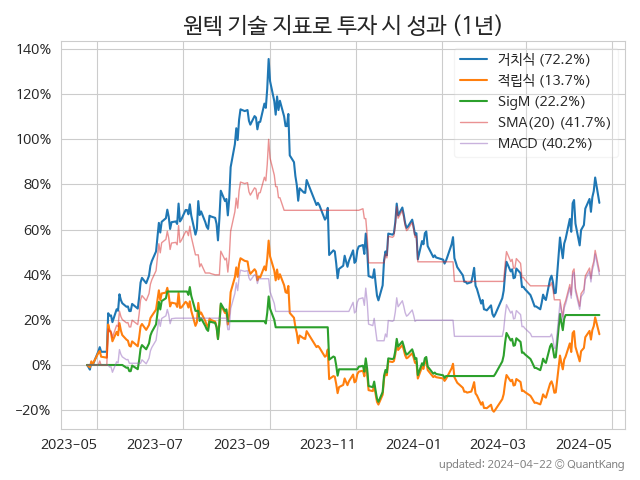 원텍 기술 지표로 투자 시 성과 (1년)
140%
120%
100%
80%
60%
40%
20%
0%
−20%
거치식 (72.2%)
적립식 (13.7%)
SigM (22.2%)
SMA(20) (41.7%)
MACD (40.2%)
2023-05 2023-07 2023-09 2023-11 2024-01 2024-03 2024-05
updated: 2024-04-22 © QuantKang